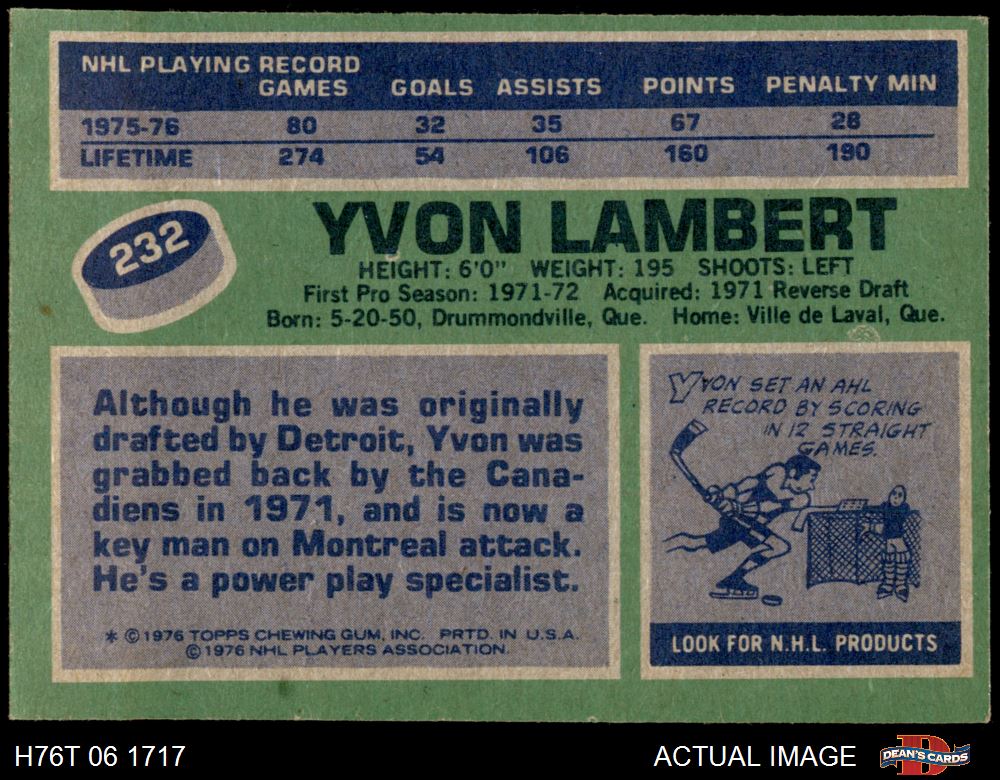 NHL PLAYING RECORD
GAMES GOALS ASSISTS POINTS PENALTY MIN
1975-76 80 32 35 67 28
LIFETIME 274 54 106 160 190
232
YVON LAMBERT
HEIGHT: 6'0" WEIGHT: 195 SHOOTS: LEFT
First Pro Season: 1971-72 Acquired: 1971 Reverse Draft
Born: 5-20-50, Drummondville, Que. Home: Ville de Laval, Que.
Although he was originally
drafted by Detroit, Yvon was
grabbed back by the Cana-
diens in 1971, and is now a
key man on Montreal attack.
He's a power play specialist.
* © 1976 TOPPS CHEWING GUM, INC. PRTD. IN U.S.A.
© 1976 NHL PLAYERS ASSOCIATION.
YVON SET AN AHL
RECORD BY SCORING
IN 12 STRAIGHT
GAMES.
LOOK FOR N.H.L. PRODUCTS
H76T 06 1717 ACTUAL IMAGE
D
DEAN'S CARDS